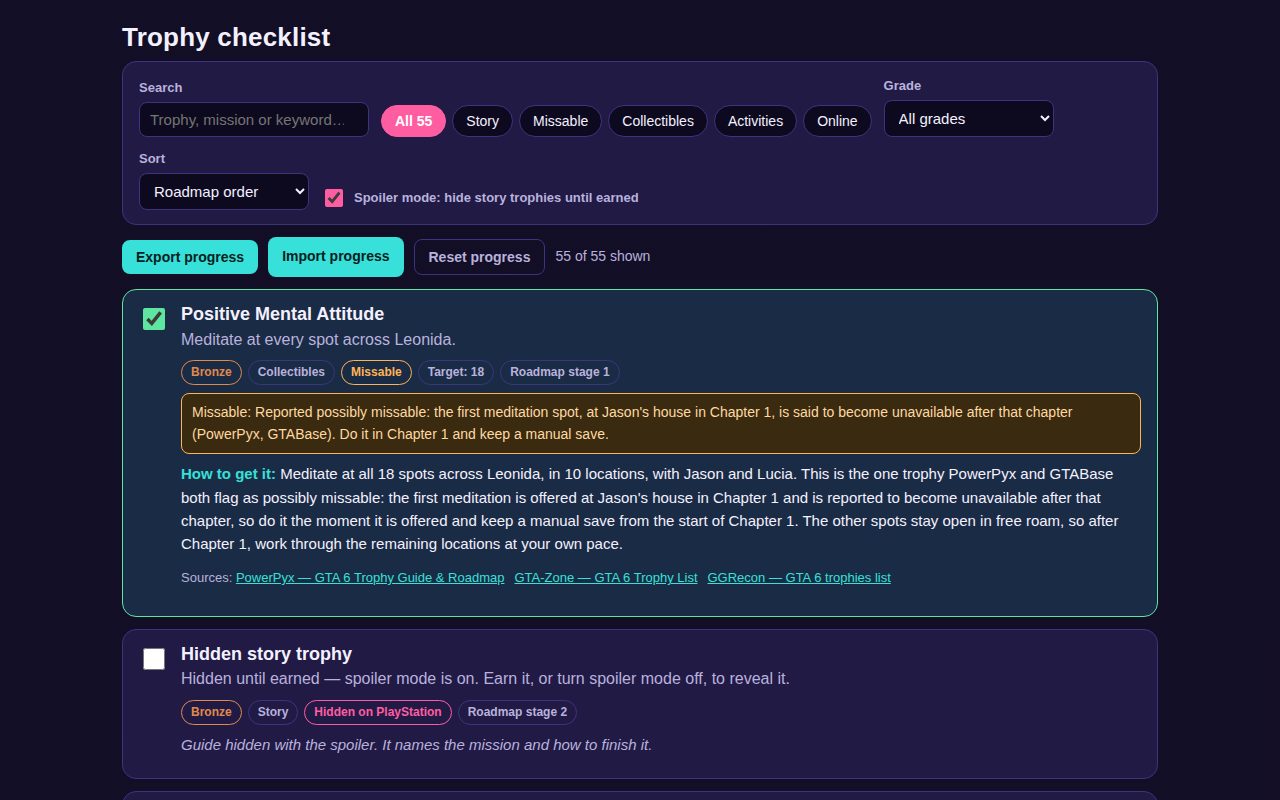 Trophy checklist
Search
Trophy, mission or keyword…
All 55
Story
Missable
Collectibles
Activities
Online
Grade
All grades
Sort
Roadmap order
Spoiler mode: hide story trophies until earned
Export progress
Import progress
Reset progress
55 of 55 shown
Positive Mental Attitude
Meditate at every spot across Leonida.
Bronze
Collectibles
Missable
Target: 18
Roadmap stage 1
Missable: Reported possibly missable: the first meditation spot, at Jason's house in Chapter 1, is said to become unavailable after that chapter
(PowerPyx, GTABase). Do it in Chapter 1 and keep a manual save.
How to get it: Meditate at all 18 spots across Leonida, in 10 locations, with Jason and Lucia. This is the one trophy PowerPyx and GTABase
both flag as possibly missable: the first meditation is offered at Jason's house in Chapter 1 and is reported to become unavailable after that
chapter, so do it the moment it is offered and keep a manual save from the start of Chapter 1. The other spots stay open in free roam, so after
Chapter 1, work through the remaining locations at your own pace.
Sources: PowerPyx — GTA 6 Trophy Guide & Roadmap GTA-Zone — GTA 6 Trophy List GGRecon — GTA 6 trophies list
Hidden story trophy
Hidden until earned — spoiler mode is on. Earn it, or turn spoiler mode off, to reveal it.
Bronze
Story
Hidden on PlayStation
Roadmap stage 2
Guide hidden with the spoiler. It names the mission and how to finish it.